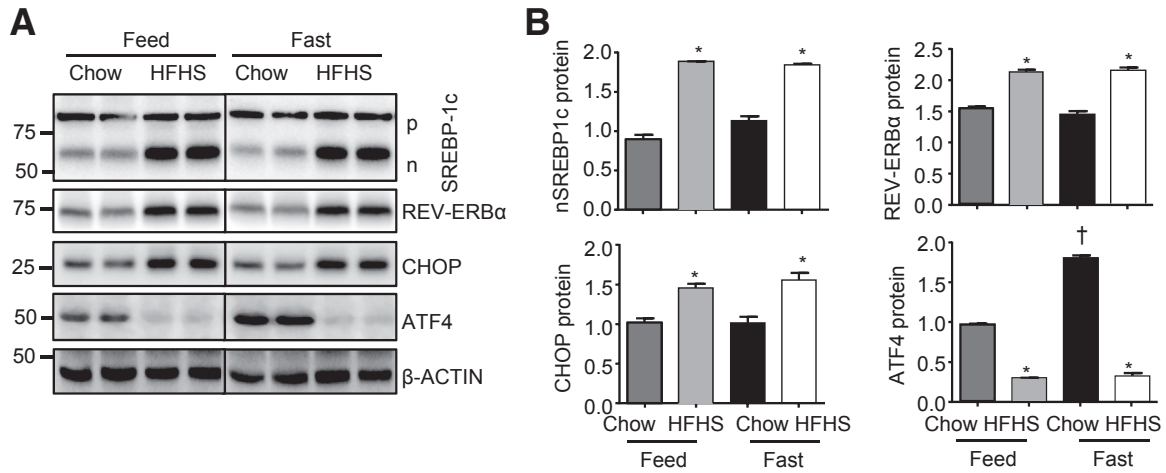 A
Feed Fast
Chow HFHS Chow HFHS
75
50
p
n
SREBP-1c
75
REV-ERBα
25
CHOP
50
ATF4
50
β-ACTIN
B
nSREBP1c protein
2.0
1.5
1.0
0.5
0.0
* *
REV-ERBα protein
2.5
2.0
1.5
1.0
0.5
0.0
* *
CHOP protein
2.0
1.5
1.0
0.5
0.0
* *
Chow HFHS Chow HFHS
Feed Fast
ATF4 protein
2.0
1.5
1.0
0.5
0.0
†
* *
Chow HFHS Chow HFHS
Feed Fast